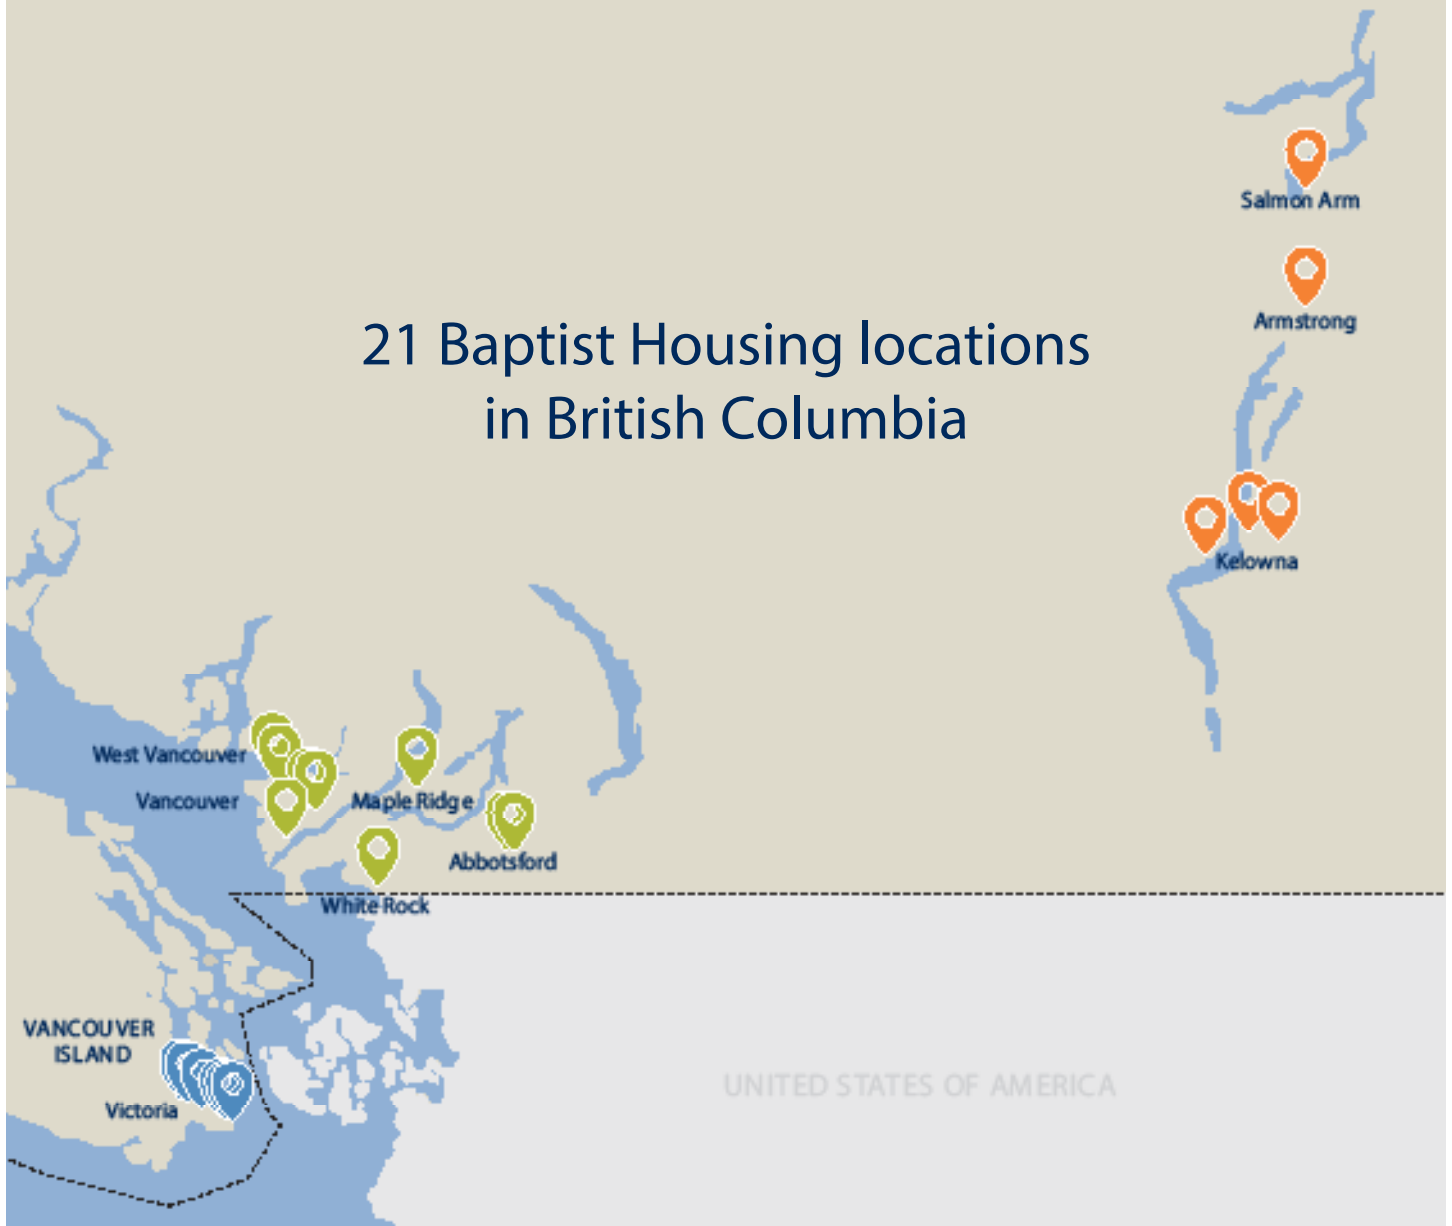 Salmon Arm
Armstrong
21 Baptist Housing locations
in British Columbia
Kelowna
West Vancouver
Vancouver
Maple Ridge
Abbotsford
White Rock
VANCOUVER
ISLAND
Victoria
UNITED STATES OF AMERICA